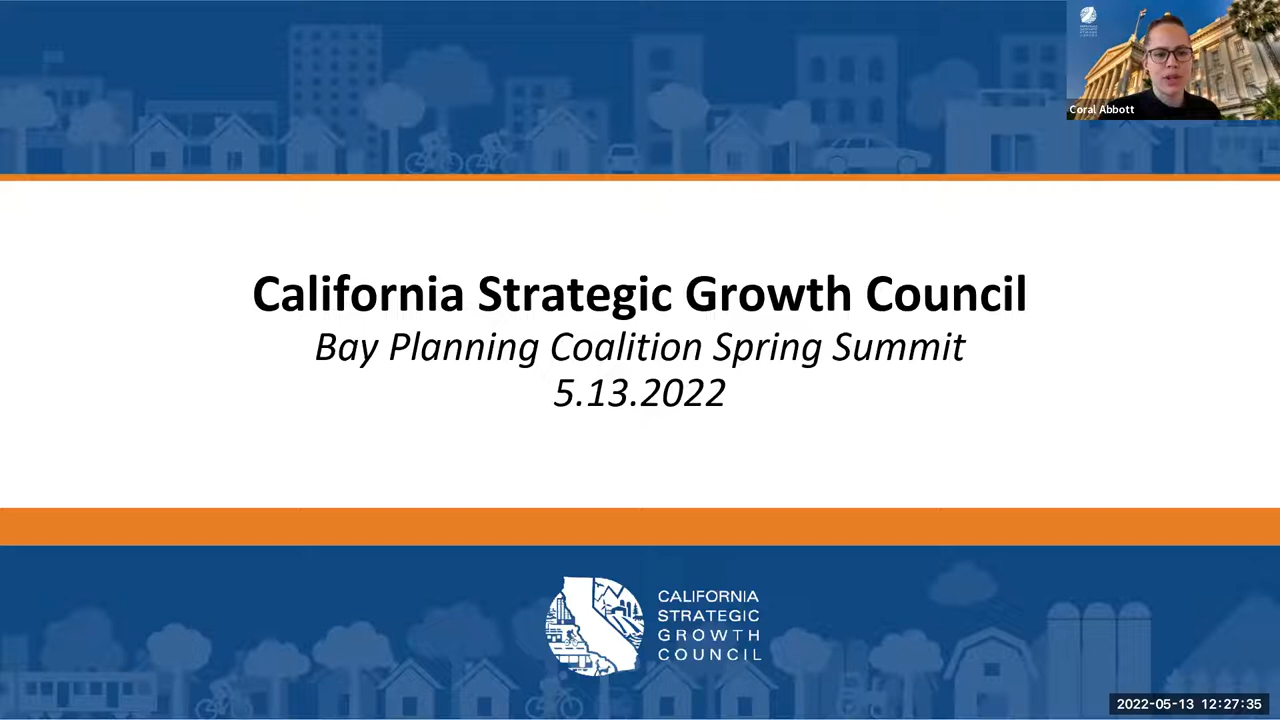 Coral Abbott
California Strategic Growth Council
Bay Planning Coalition Spring Summit
5.13.2022
CALIFORNIA
STRATEGIC
GROWTH
COUNCIL
2022-05-13 12:27:35